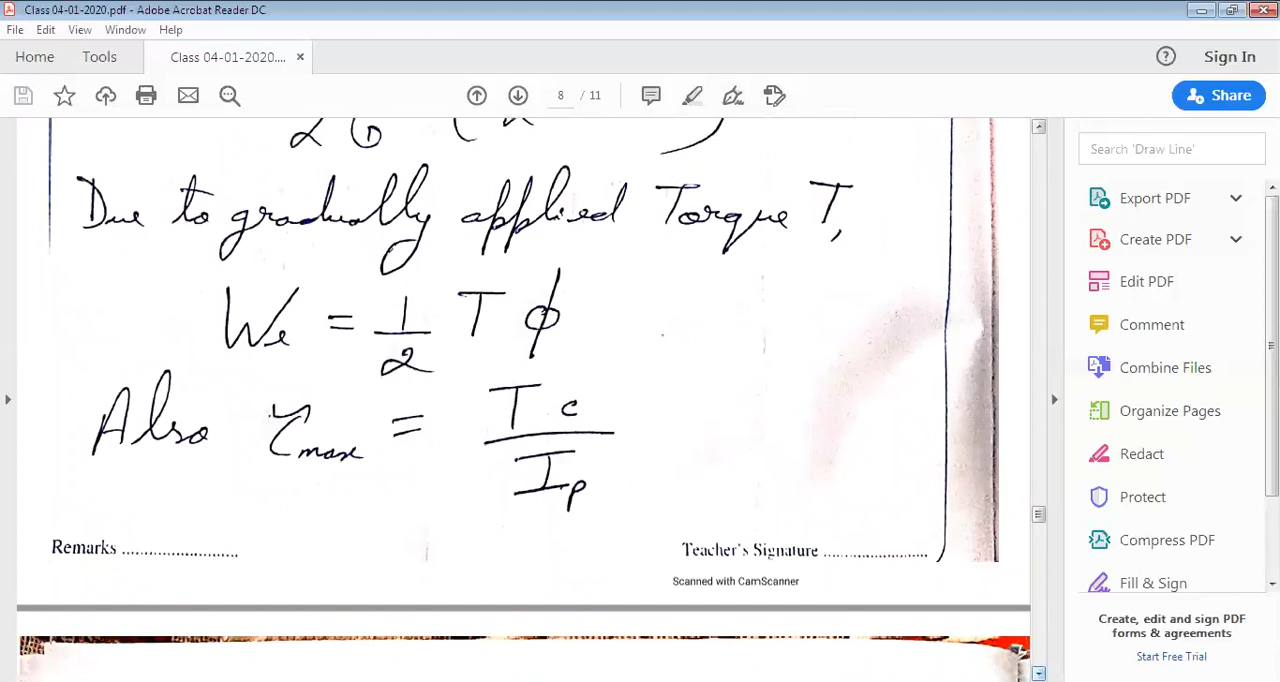 Class 04-01-2020.pdf - Adobe Acrobat Reader DC
File Edit View Window Help
Home Tools Class 04-01-2020.... × Sign In
8 / 11 Share
Due to gradually applied Torque T,
We = 1/2 T ϕ
Also τmax = T c / Ip
Remarks ............................
Teacher's Signature .........................
Scanned with CamScanner
Search 'Draw Line'
Export PDF
Create PDF
Edit PDF
Comment
Combine Files
Organize Pages
Redact
Protect
Compress PDF
Fill & Sign
Create, edit and sign PDF
forms & agreements
Start Free Trial